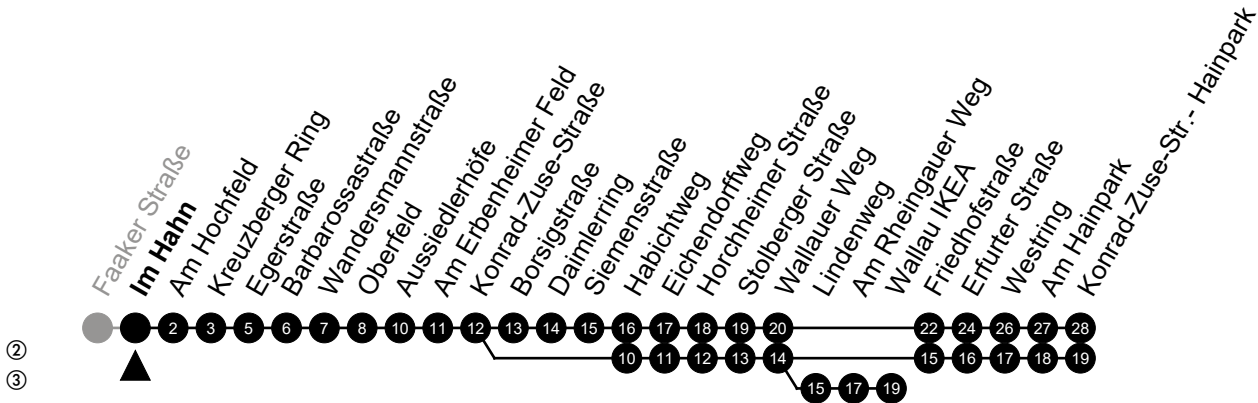 Faaker Straße
Im Hahn
Am Hochfeld
Kreuzberger Ring
Egerstraße
Barbarossastraße
Wandersmannstraße
Oberfeld
Aussiedlerhöfe
Am Erbenheimer Feld
Konrad-Zuse-Straße
Borsigstraße
Daimlerring
Siemensstraße
Habichtweg
Eichendorffweg
Horchheimer Straße
Stolberger Straße
Wallauer Weg
Lindenweg
Am Rheingauer Weg
Wallau IKEA
Friedhofstraße
Erfurter Straße
Westring
Am Hainpark
Konrad-Zuse-Str.- Hainpark
2 3 5 6 7 8 10 11 12 13 14 15 16 17 18 19 20 22 24 26 27 28
② 10 11 12 13 14 15 16 17 18 19
③ 15 17 19